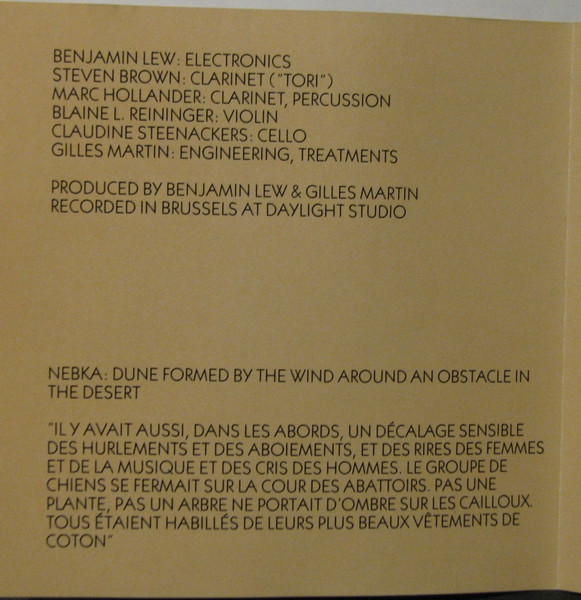 BENJAMIN LEW: ELECTRONICS
STEVEN BROWN: CLARINET ("TORI")
MARC HOLLANDER: CLARINET, PERCUSSION
BLAINE L. REININGER: VIOLIN
CLAUDINE STEENACKERS: CELLO
GILLES MARTIN: ENGINEERING, TREATMENTS
PRODUCED BY BENJAMIN LEW & GILLES MARTIN
RECORDED IN BRUSSELS AT DAYLIGHT STUDIO
NEBKA: DUNE FORMED BY THE WIND AROUND AN OBSTACLE IN
THE DESERT
"IL Y AVAIT AUSSI, DANS LES ABORDS, UN DÉCALAGE SENSIBLE
DES HURLEMENTS ET DES ABOIEMENTS, ET DES RIRES DES FEMMES
ET DE LA MUSIQUE ET DES CRIS DES HOMMES. LE GROUPE DE
CHIENS SE FERMAIT SUR LA COUR DES ABATTOIRS. PAS UNE
PLANTE, PAS UN ARBRE NE PORTAIT D'OMBRE SUR LES CAILLOUX.
TOUS ÉTAIENT HABILLÉS DE LEURS PLUS BEAUX VÊTEMENTS DE
COTON"